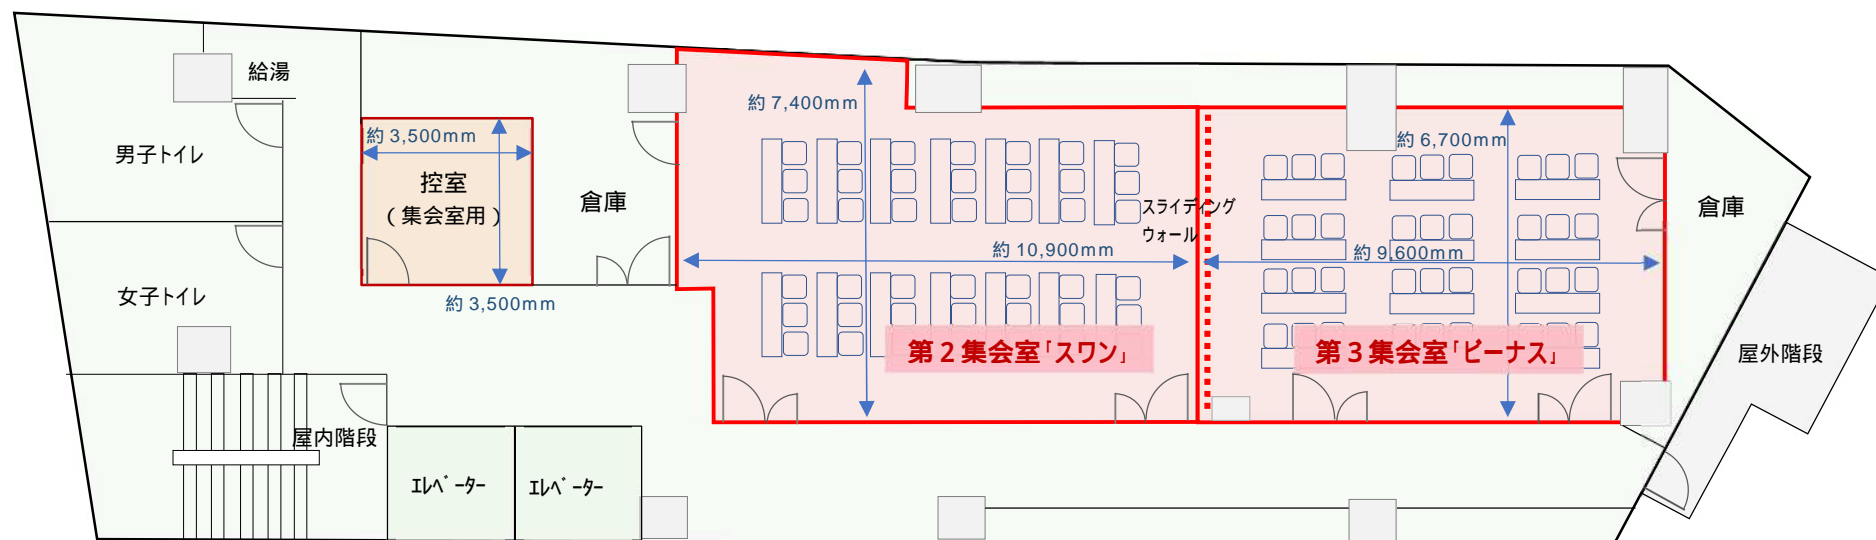 給湯
男子トイレ
女子トイレ
屋内階段
エレベーター
エレベーター
約3,500mm
控室
（集会室用）
約3,500mm
倉庫
約7,400mm
スライディング
ウォール
約10,900mm
第２集会室「スワン」
約6,700mm
約9,600mm
第３集会室「ビーナス」
倉庫
屋外階段